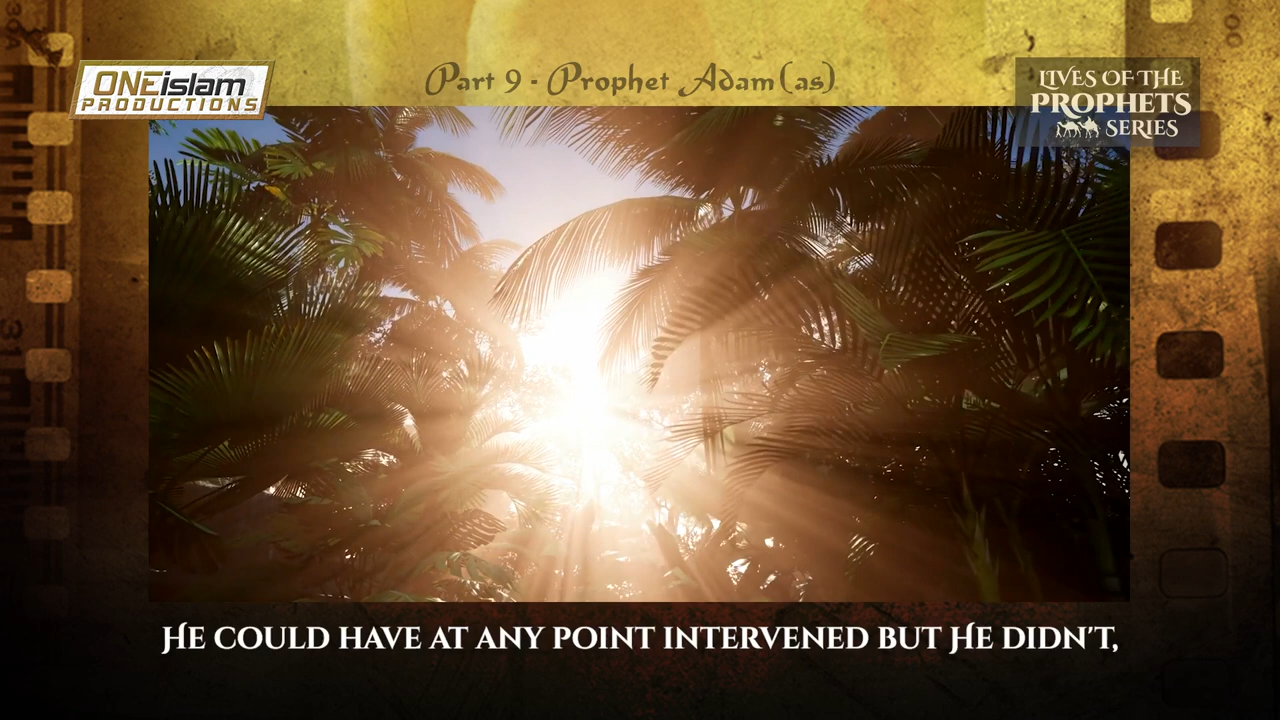 ONEislam
PRODUCTIONS
Part 9 - Prophet Adam (as)
LIVES OF THE
PROPHETS
SERIES
HE COULD HAVE AT ANY POINT INTERVENED BUT HE DIDN'T,